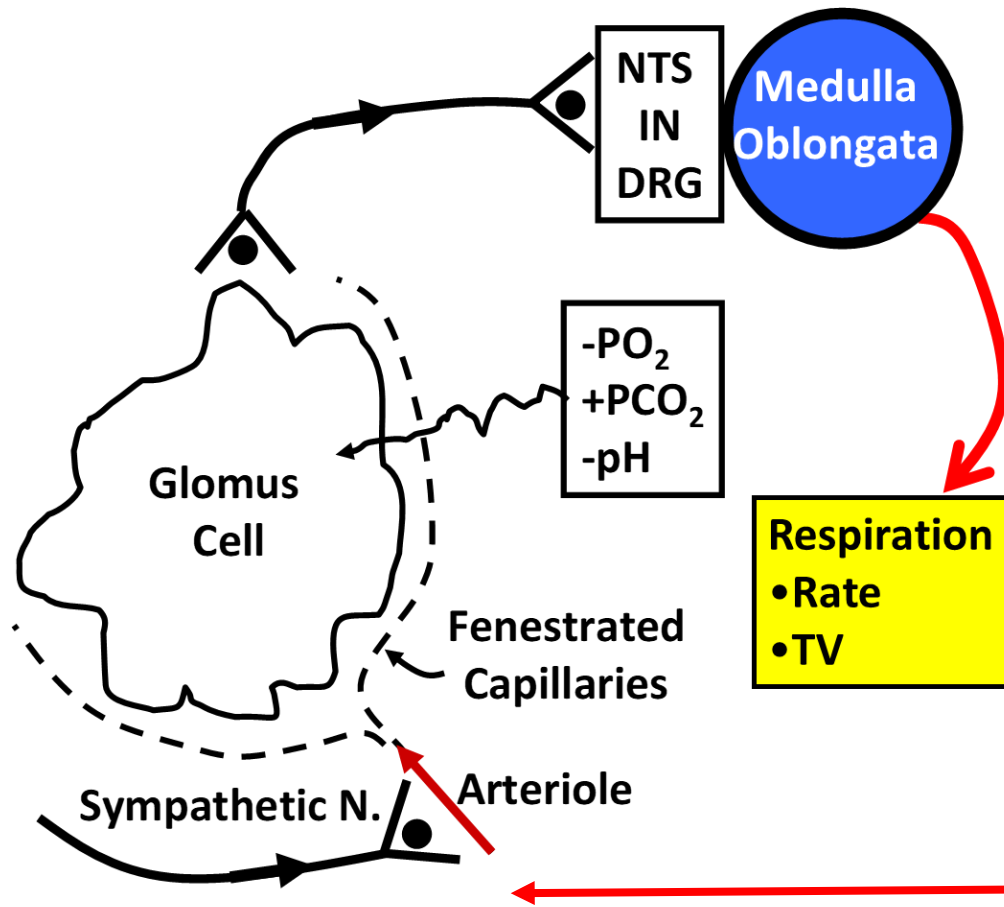 NTS
IN
DRG
Medulla
Oblongata
-PO₂
+PCO₂
-pH
Glomus
Cell
Respiration
•Rate
•TV
Fenestrated
Capillaries
Arteriole
Sympathetic N.